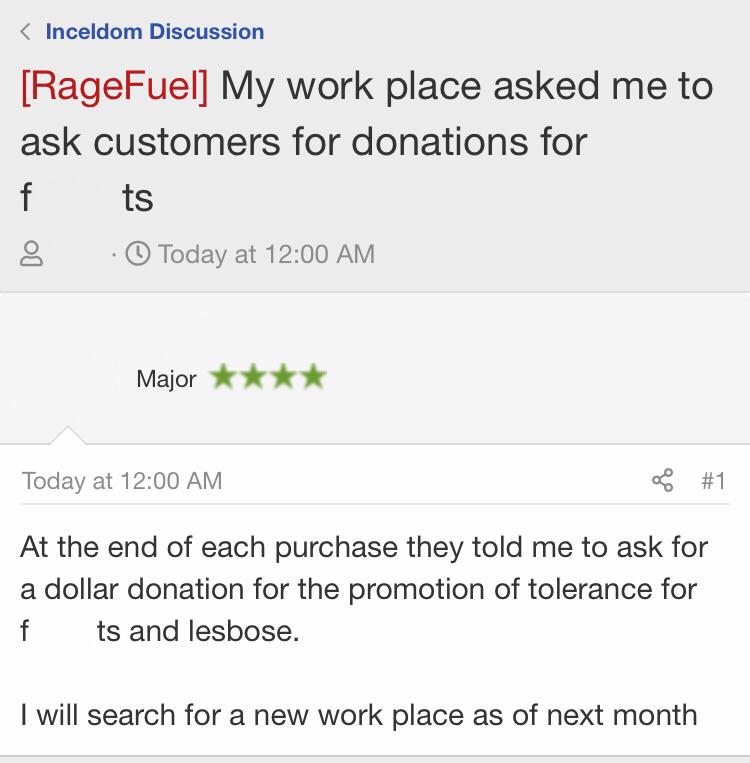 Inceldom Discussion
[RageFuel] My work place asked me to
ask customers for donations for
f ts
· Today at 12:00 AM
Major
Today at 12:00 AM #1
At the end of each purchase they told me to ask for
a dollar donation for the promotion of tolerance for
f ts and lesbose.
I will search for a new work place as of next month